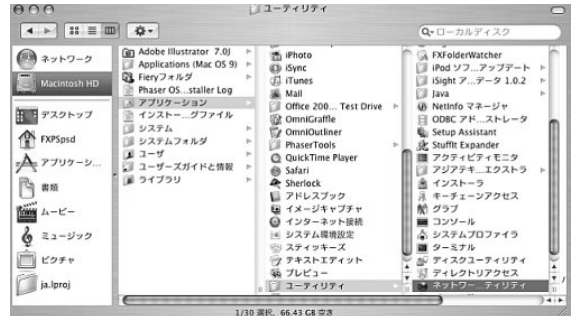 ユーティリティ
ローカルディスク
ネットワーク
Macintosh HD
デスクトップ
FXPSpsd
アプリケーシ...
書類
ムービー
ミュージック
ピクチャ
ja.lproj
Adobe Illustrator 7.0J
Applications (Mac OS 9)
Fieryフォルダ
Phaser OS...staller Log
アプリケーション
インストー...グファイル
システム
システムフォルダ
ユーザ
ユーザーズガイドと情報
ライブラリ
iPhoto
iSync
iTunes
Mail
Office 200... Test Drive
OmniGraffle
OmniOutliner
PhaserTools
QuickTime Player
Safari
Sherlock
アドレスブック
イメージキャプチャ
インターネット接続
システム環境設定
スティッキーズ
テキストエディット
プレビュー
ユーティリティ
FXFolderWatcher
iPod ソフ...アップデート
iSight ア...データ 1.0.2
Java
NetInfo マネージャ
ODBC アド...ストレータ
Setup Assistant
StuffIt Expander
アクティビティモニタ
アジアテキ...エクストラ
インストーラ
キーチェーンアクセス
グラブ
コンソール
システムプロファイラ
ターミナル
ディスクユーティリティ
ディレクトリアクセス
ネットワー...ティリティ
1/30 選択、66.43 GB 空き